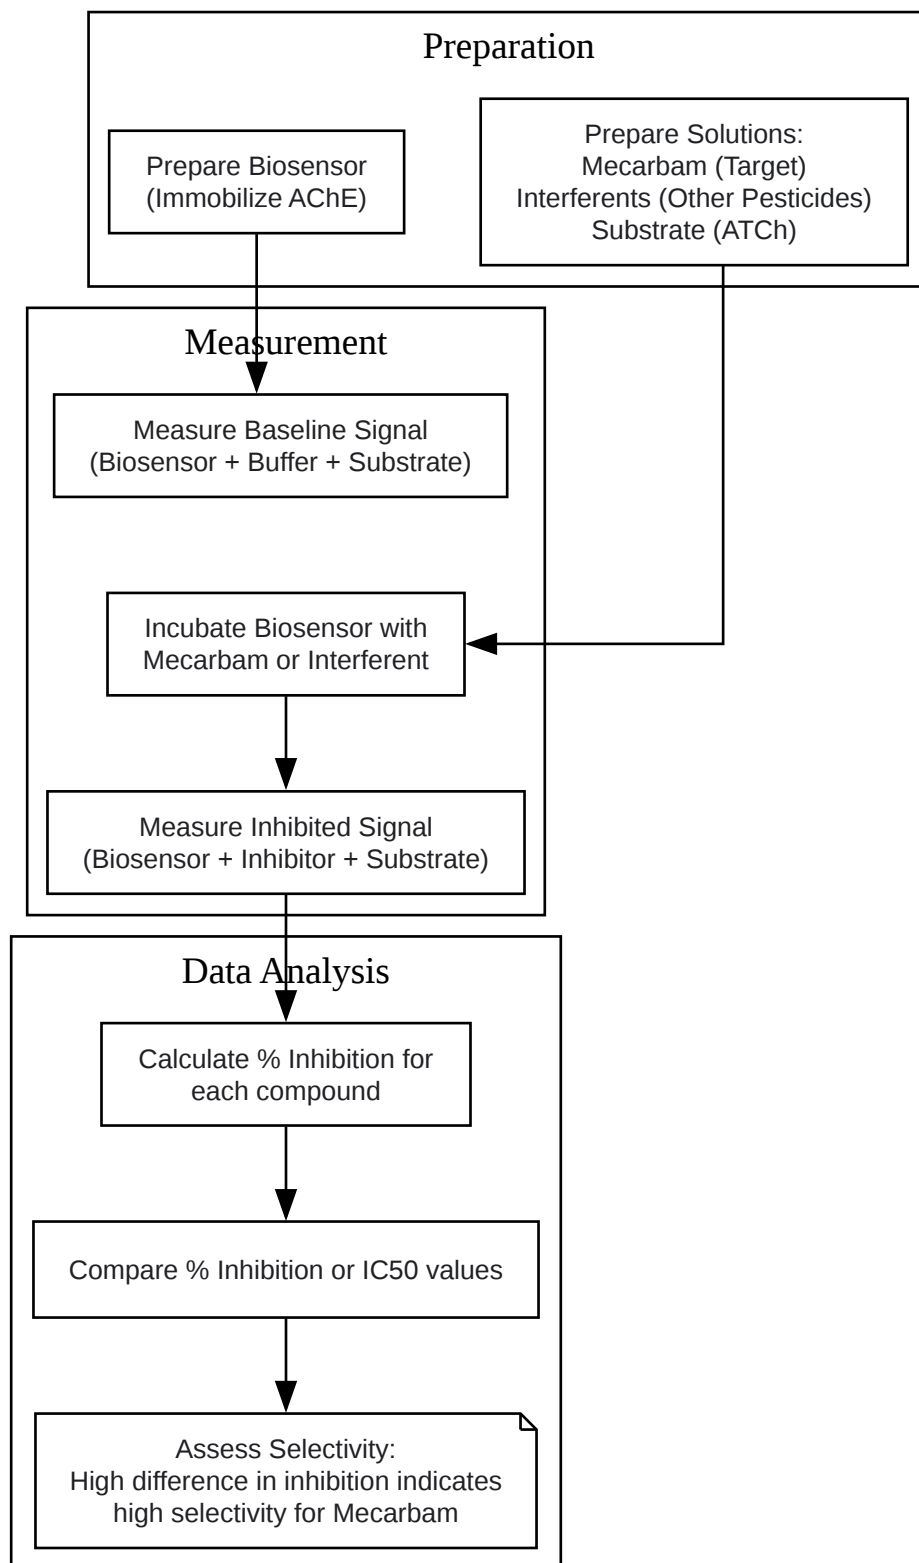 Preparation
Prepare Biosensor
(Immobilize AChE)
Prepare Solutions:
Mecarbam (Target)
Interferents (Other Pesticides)
Substrate (ATCh)
Measurement
Measure Baseline Signal
(Biosensor + Buffer + Substrate)
Incubate Biosensor with
Mecarbam or Interferent
Measure Inhibited Signal
(Biosensor + Inhibitor + Substrate)
Data Analysis
Calculate % Inhibition for
each compound
Compare % Inhibition or IC50 values
Assess Selectivity:
High difference in inhibition indicates
high selectivity for Mecarbam